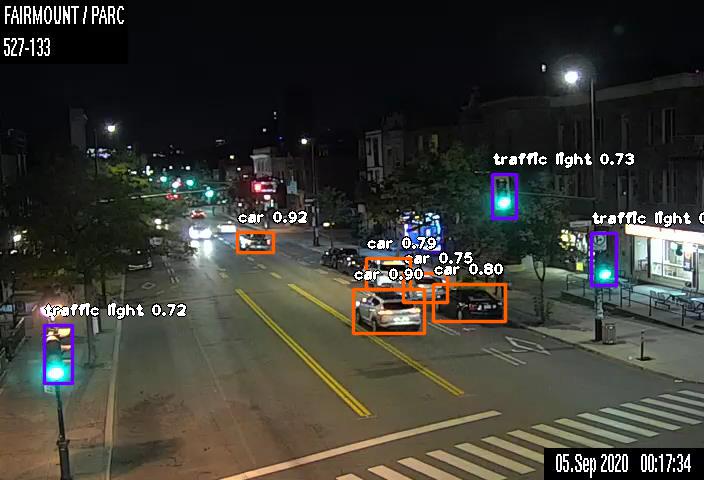 FAIRMOUNT / PARC
527-133
traffic light 0.73
car 0.92
traffic light
car 0.79
car 0.75
car 0.90
car 0.80
traffic light 0.72
05.Sep 2020 00:17:34